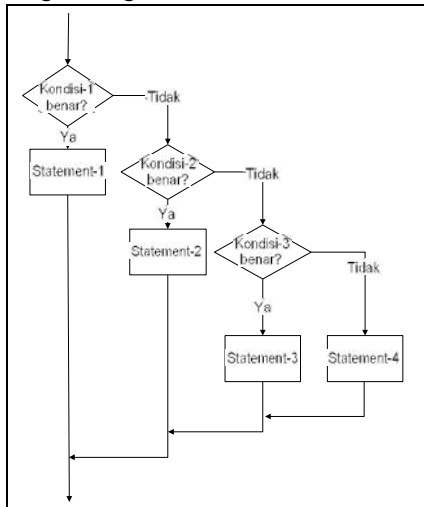 Kondisi-1
benar?
Tidak
Ya
Statement-1
Kondisi-2
benar?
Tidak
Ya
Statement-2
Kondisi-3
benar?
Tidak
Ya
Statement-3
Statement-4